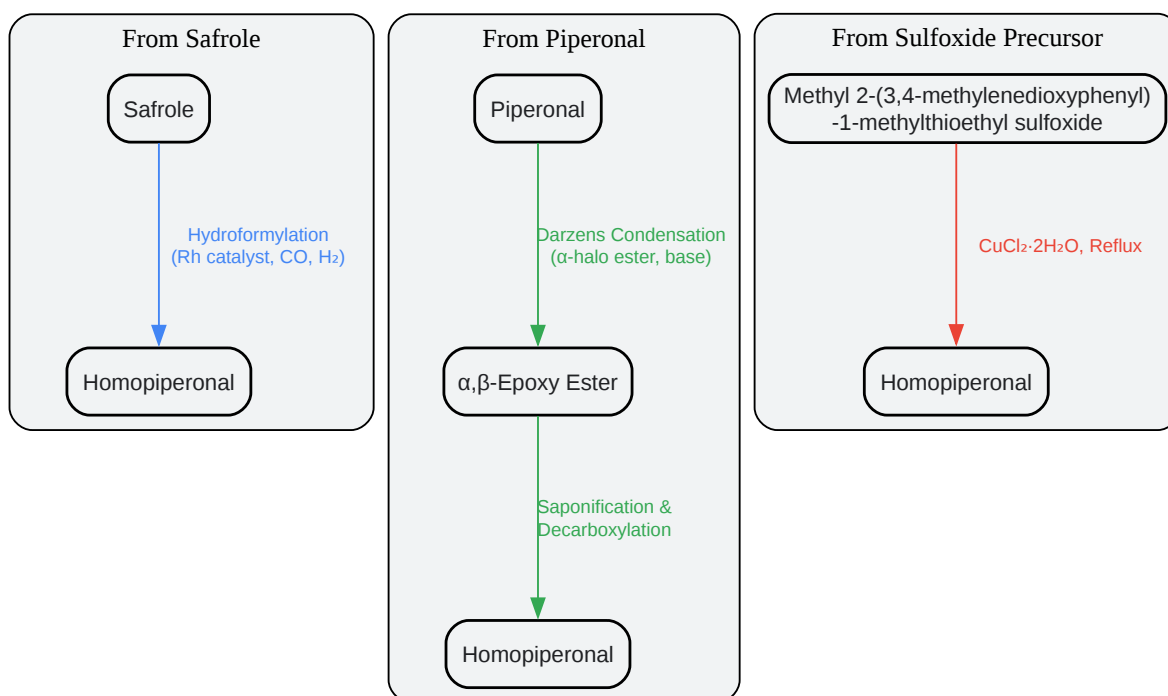 From Safrole
Safrole
Hydroformylation
(Rh catalyst, CO, H₂)
Homopiperonal
From Piperonal
Piperonal
Darzens Condensation
(α-halo ester, base)
α,β-Epoxy Ester
Saponification &
Decarboxylation
Homopiperonal
From Sulfoxide Precursor
Methyl 2-(3,4-methylenedioxyphenyl)
-1-methylthioethyl sulfoxide
CuCl₂·2H₂O, Reflux
Homopiperonal